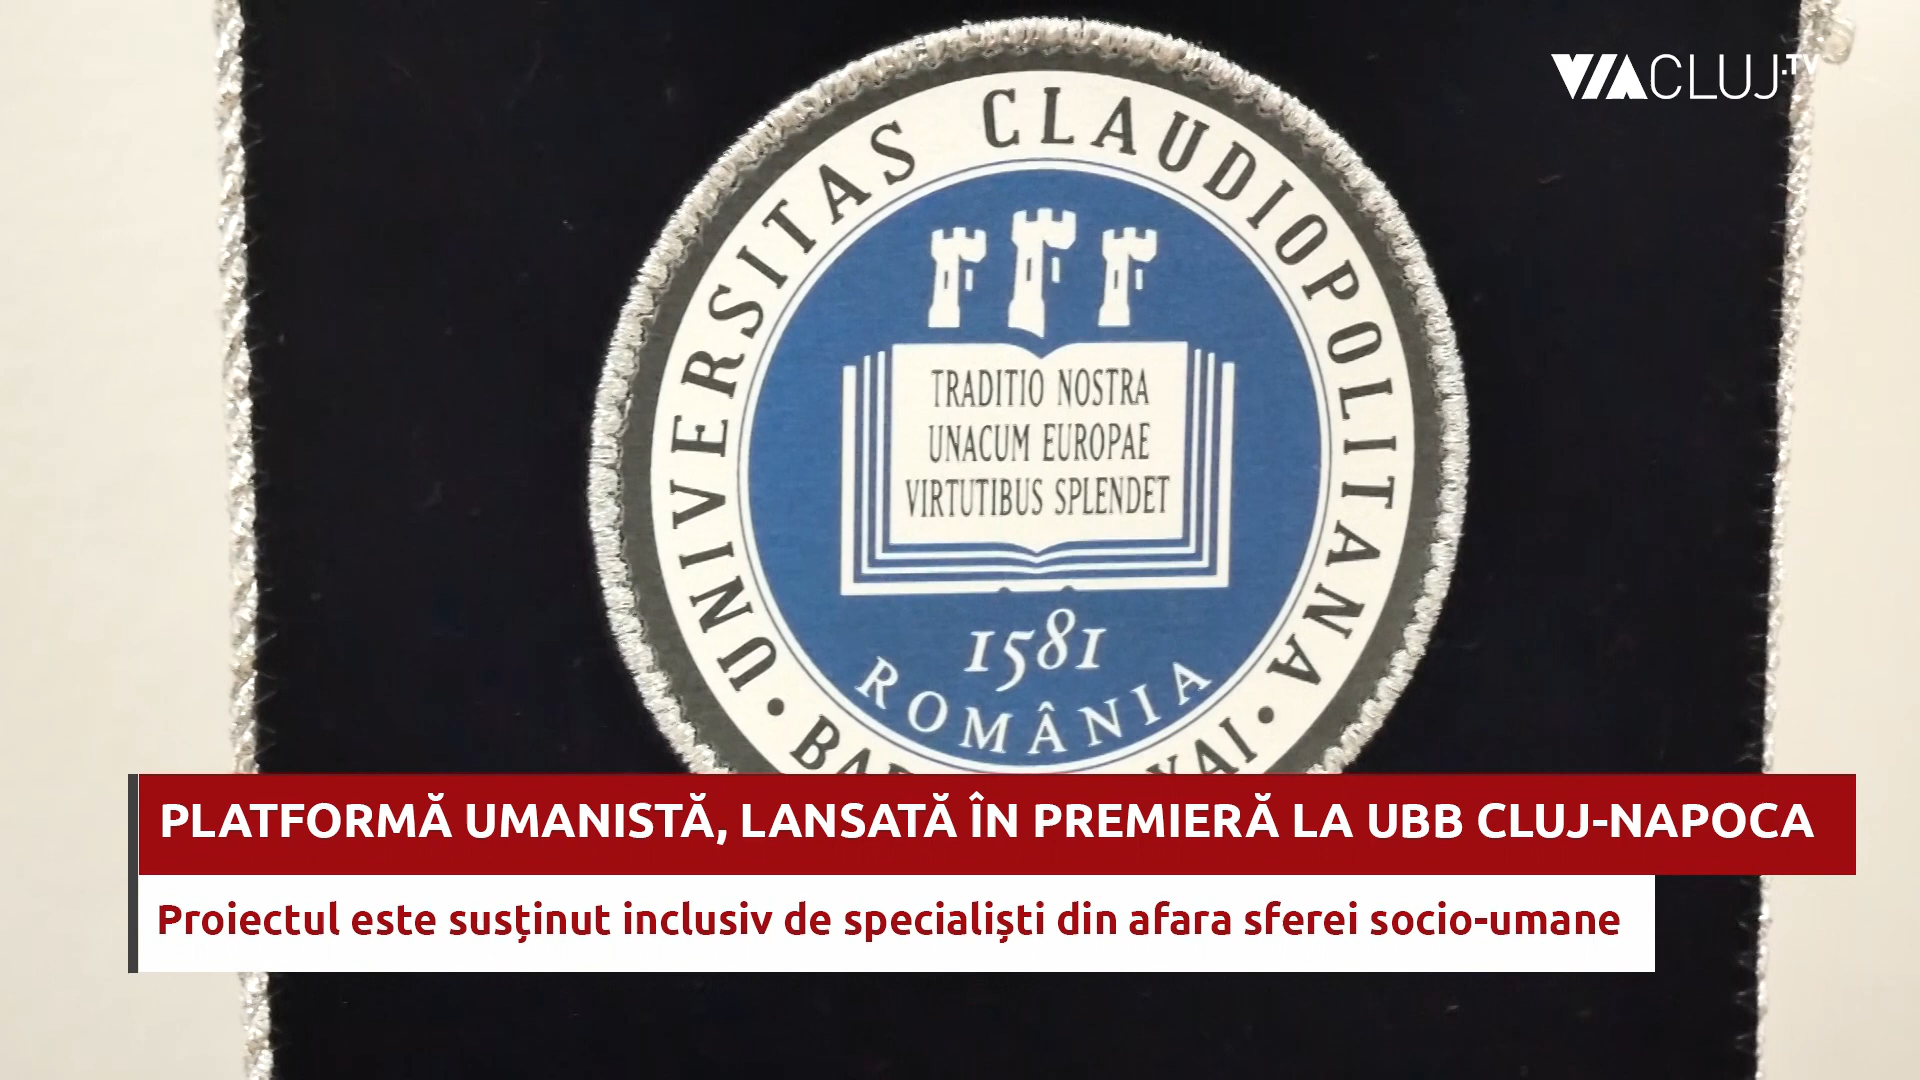 VIACLUJ.TV
UNIVERSITAS CLAUDIOPOLITANA
TRADITIO NOSTRA
UNACUM EUROPAE
VIRTUTIBUS SPLENDET
1581
ROMÂNIA
PLATFORMĂ UMANISTĂ, LANSATĂ ÎN PREMIERĂ LA UBB CLUJ-NAPOCA
Proiectul este susținut inclusiv de specialiști din afara sferei socio-umane